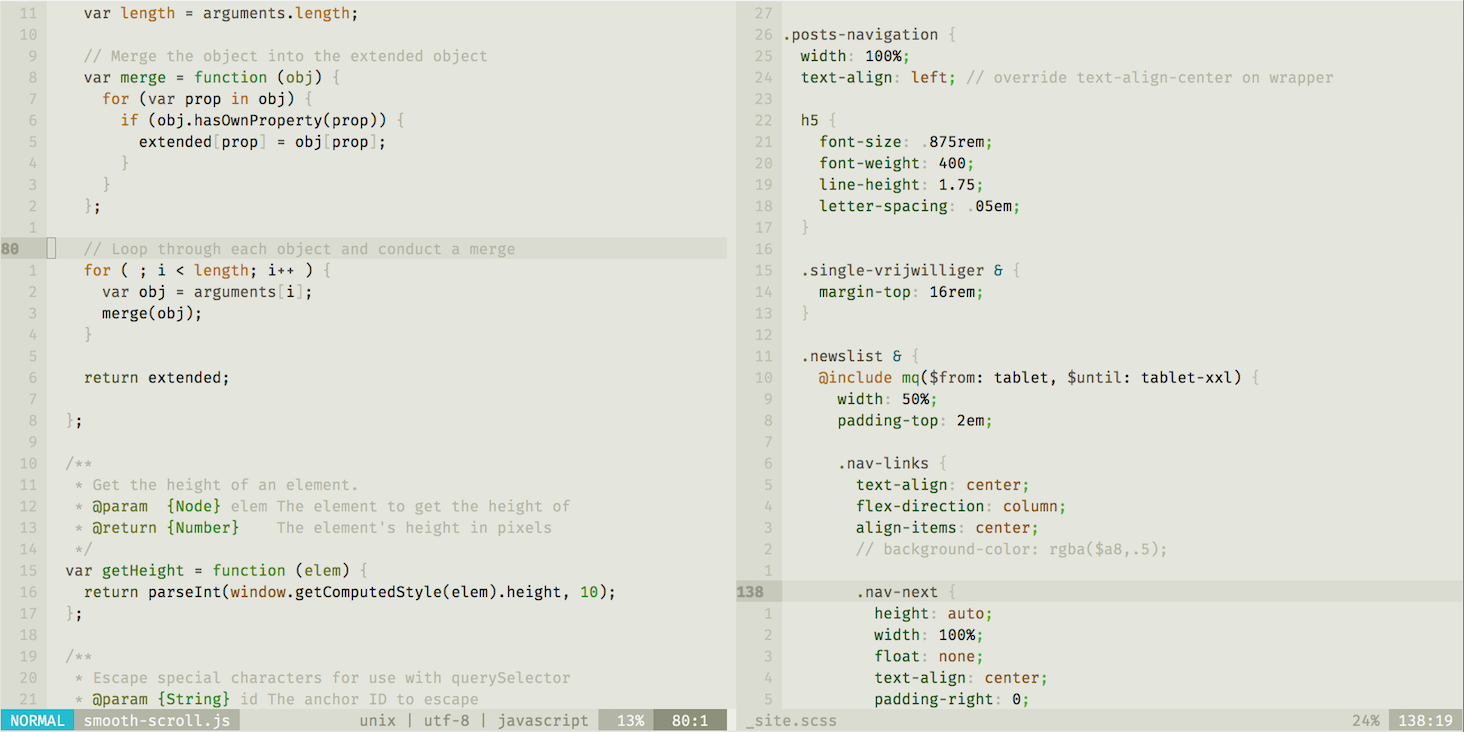 11    var length = arguments.length;
10
9    // Merge the object into the extended object
8    var merge = function (obj) {
7      for (var prop in obj) {
6        if (obj.hasOwnProperty(prop)) {
5          extended[prop] = obj[prop];
4        }
3      }
2    };
1
80    // Loop through each object and conduct a merge
1    for ( ; i < length; i++ ) {
2      var obj = arguments[i];
3      merge(obj);
4    }
5
6    return extended;
7
8  };
9
10  /**
11   * Get the height of an element.
12   * @param  {Node} elem The element to get the height of
13   * @return {Number}    The element's height in pixels
14   */
15  var getHeight = function (elem) {
16    return parseInt(window.getComputedStyle(elem).height, 10);
17  };
18
19  /**
20   * Escape special characters for use with querySelector
21   * @param {String} id The anchor ID to escape
NORMAL smooth-scroll.js unix | utf-8 | javascript 13% 80:1
27
26 .posts-navigation {
25   width: 100%;
24   text-align: left; // override text-align-center on wrapper
23
22   h5 {
21     font-size: .875rem;
20     font-weight: 400;
19     line-height: 1.75;
18     letter-spacing: .05em;
17   }
16
15   .single-vrijwilliger & {
14     margin-top: 16rem;
13   }
12
11   .newslist & {
10     @include mq($from: tablet, $until: tablet-xxl) {
9       width: 50%;
8       padding-top: 2em;
7
6       .nav-links {
5         text-align: center;
4         flex-direction: column;
3         align-items: center;
2         // background-color: rgba($a8,.5);
1
138         .nav-next {
1           height: auto;
2           width: 100%;
3           float: none;
4           text-align: center;
5           padding-right: 0;
_site.scss 24% 138:19